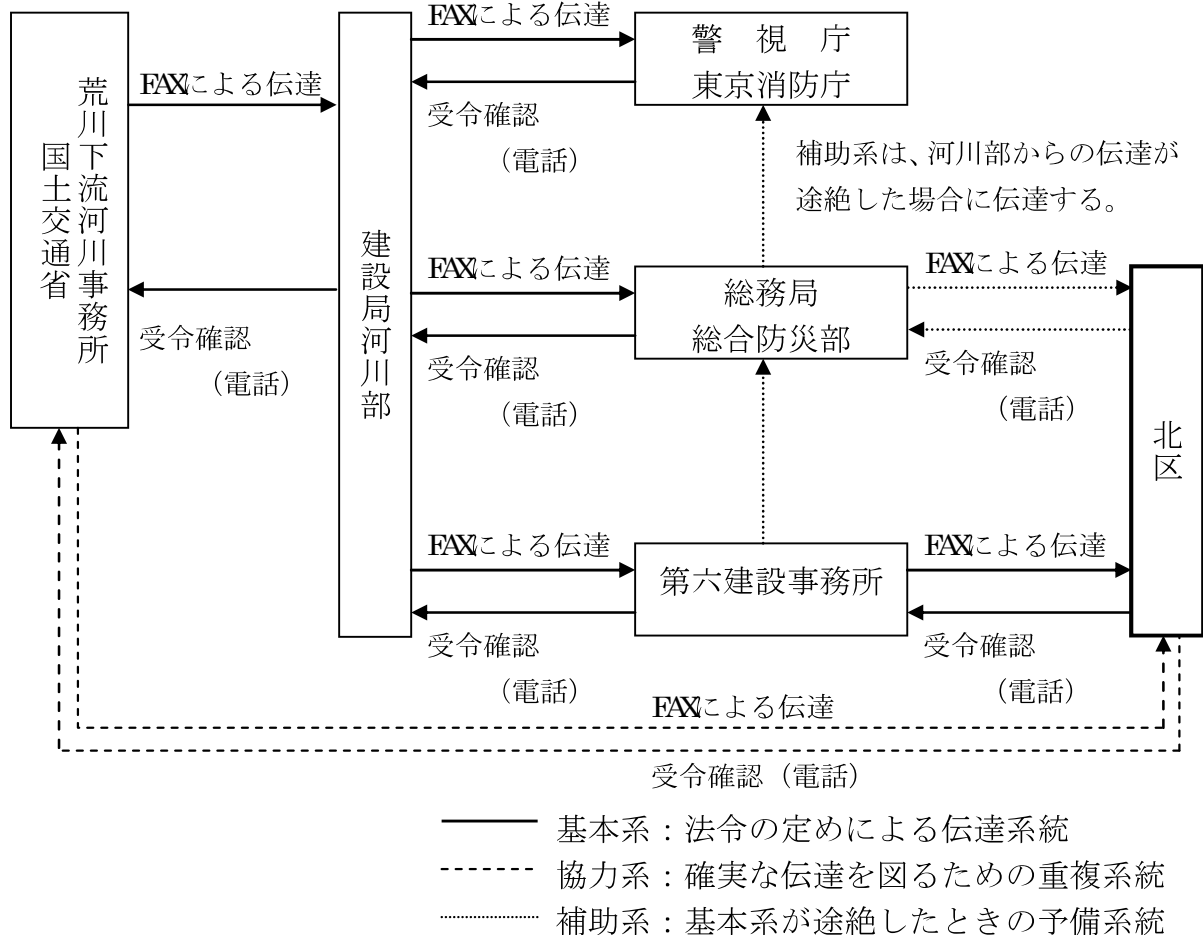 国土交通省
荒川下流河川事務所
FAXによる伝達
受令確認
（電話）
建設局河川部
FAXによる伝達
警　視　庁
東京消防庁
受令確認
（電話）
補助系は、河川部からの伝達が
途絶した場合に伝達する。
FAXによる伝達
総務局
総合防災部
受令確認
（電話）
FAXによる伝達
受令確認
（電話）
北区
FAXによる伝達
第六建設事務所
FAXによる伝達
受令確認
（電話）
受令確認
（電話）
FAXによる伝達
受令確認（電話）
基本系：法令の定めによる伝達系統
協力系：確実な伝達を図るための重複系統
補助系：基本系が途絶したときの予備系統